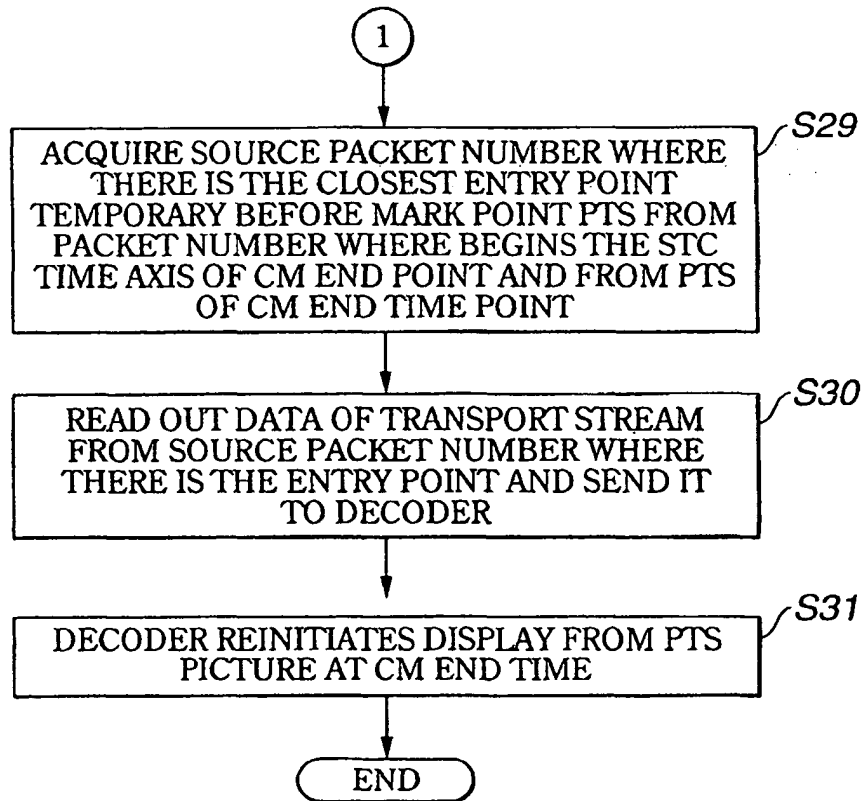 1
S29
ACQUIRE SOURCE PACKET NUMBER WHERE
THERE IS THE CLOSEST ENTRY POINT
TEMPORARY BEFORE MARK POINT PTS FROM
PACKET NUMBER WHERE BEGINS THE STC
TIME AXIS OF CM END POINT AND FROM PTS
OF CM END TIME POINT
S30
READ OUT DATA OF TRANSPORT STREAM
FROM SOURCE PACKET NUMBER WHERE
THERE IS THE ENTRY POINT AND SEND IT
TO DECODER
S31
DECODER REINITIATES DISPLAY FROM PTS
PICTURE AT CM END TIME
END